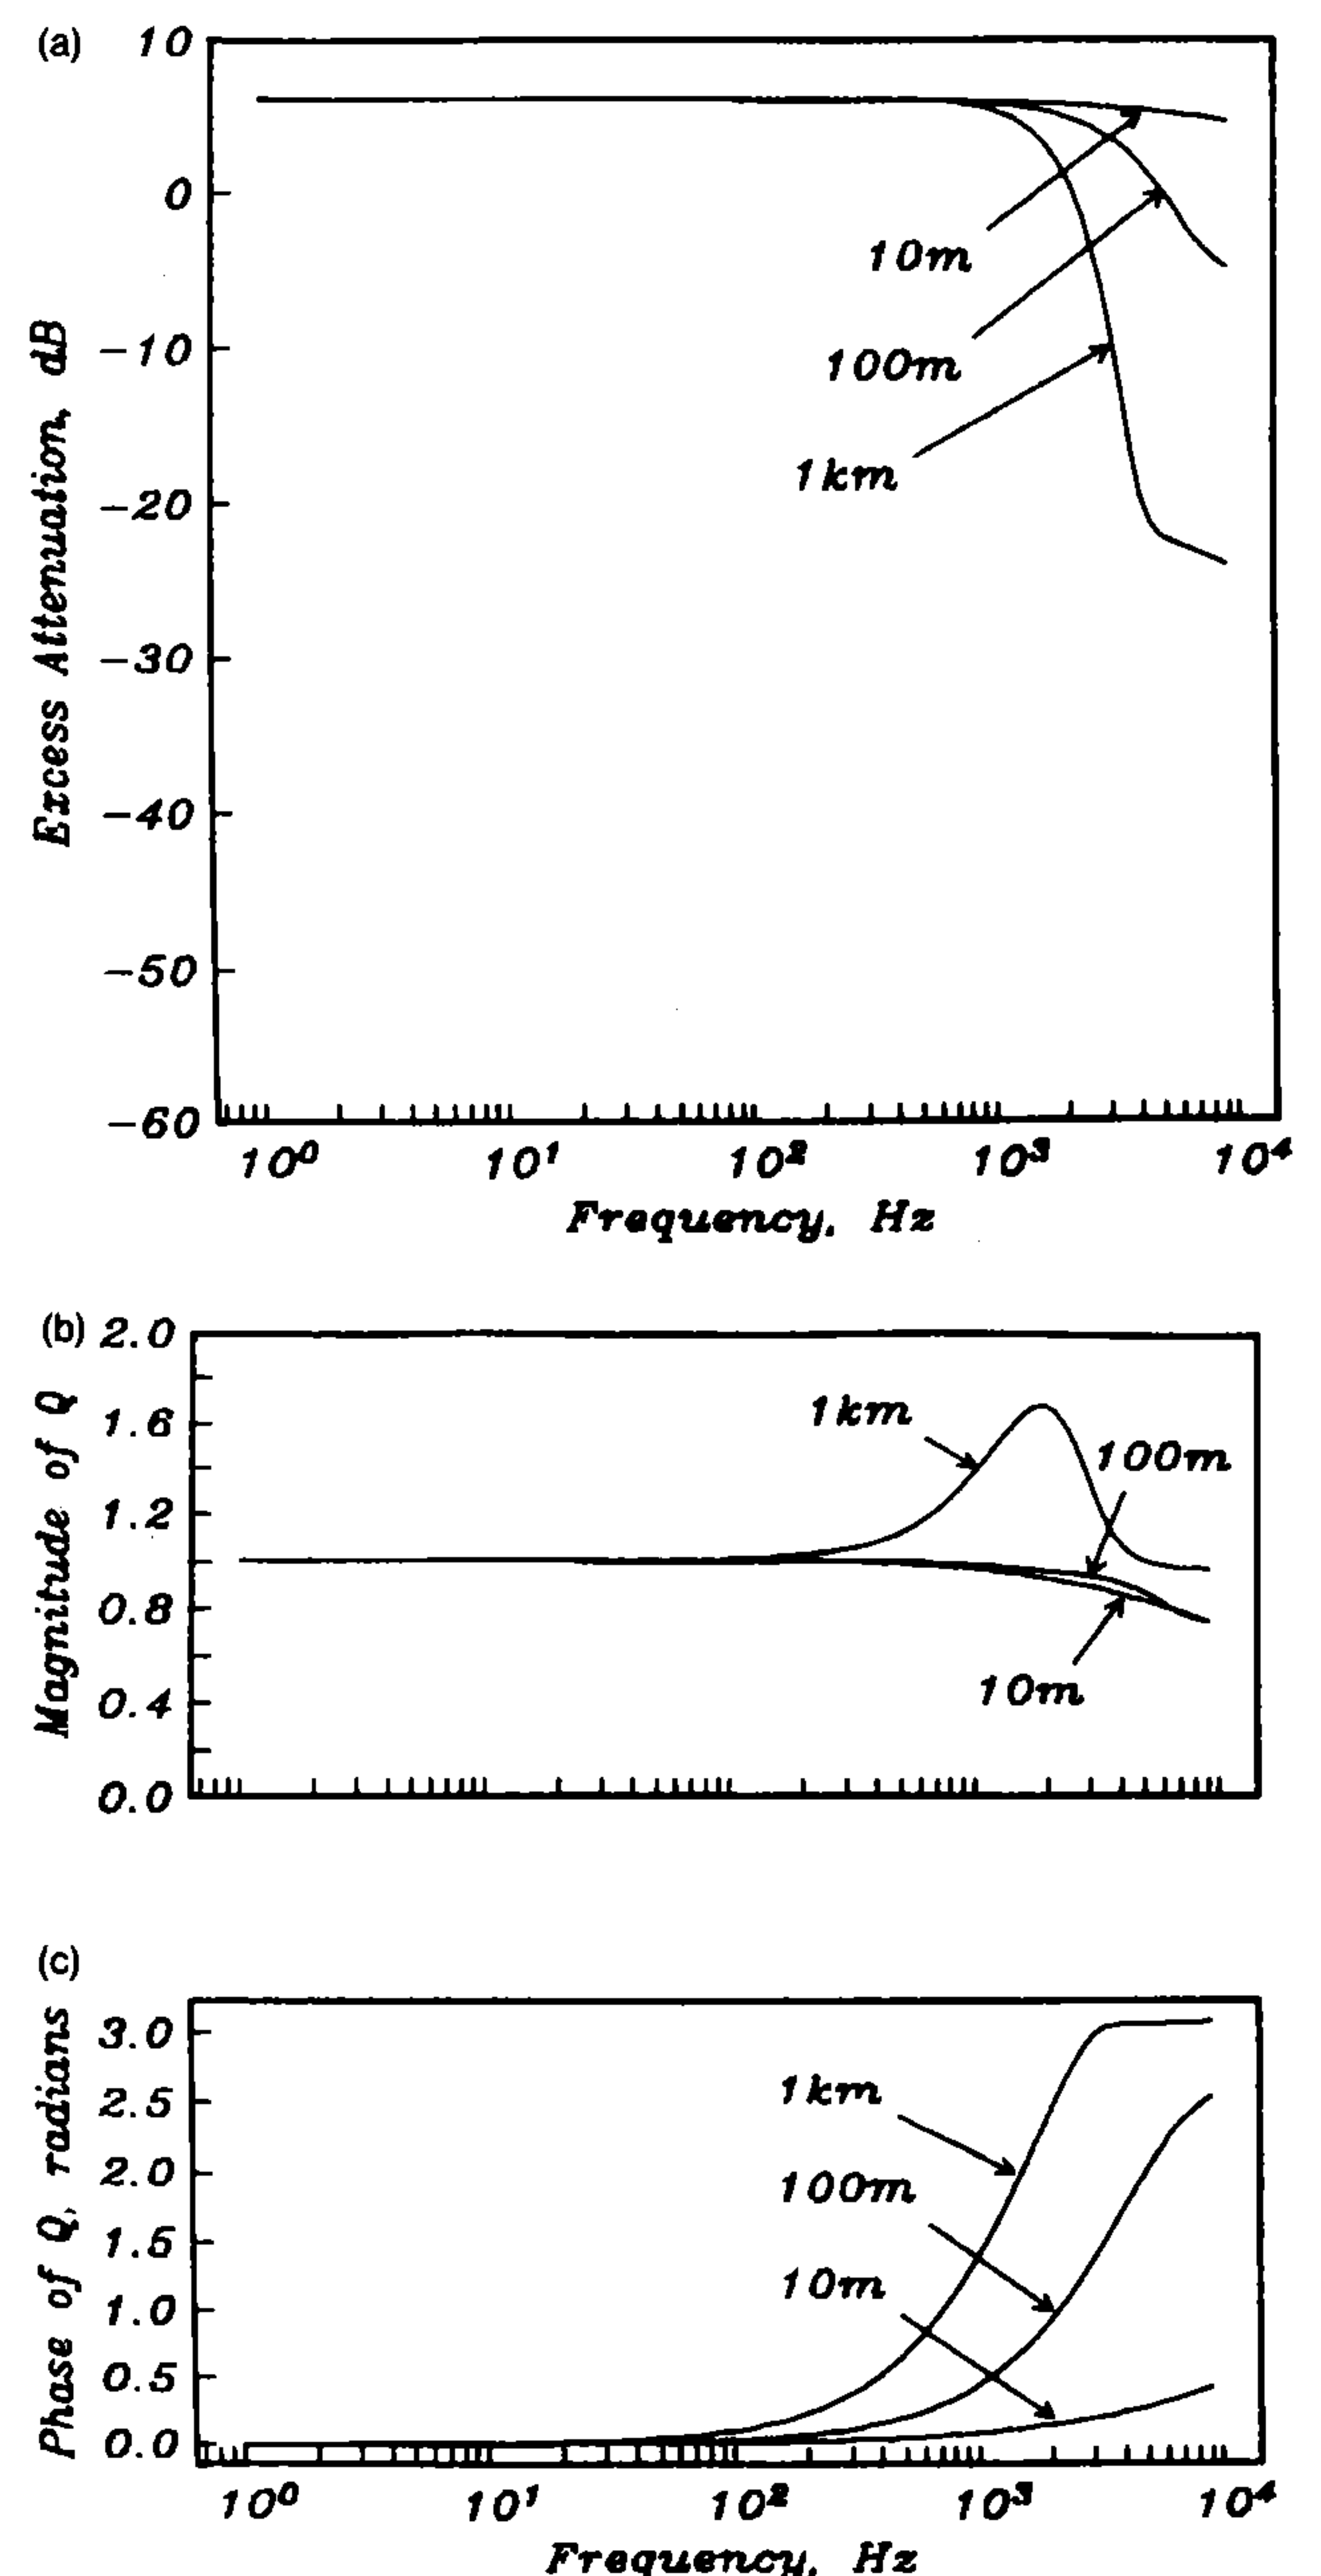 (a)
10
0
-10
-20
-30
-40
-50
-60
Excess Attenuation, dB
10m
100m
1km
10⁰ 10¹ 10² 10³ 10⁴
Frequency, Hz
(b)
2.0
1.6
1.2
0.8
0.4
0.0
Magnitude of Q
1km
100m
10m
(c)
3.0
2.5
2.0
1.5
1.0
0.5
0.0
Phase of Q, radians
1km
100m
10m
10⁰ 10¹ 10² 10³ 10⁴
Frequency, Hz